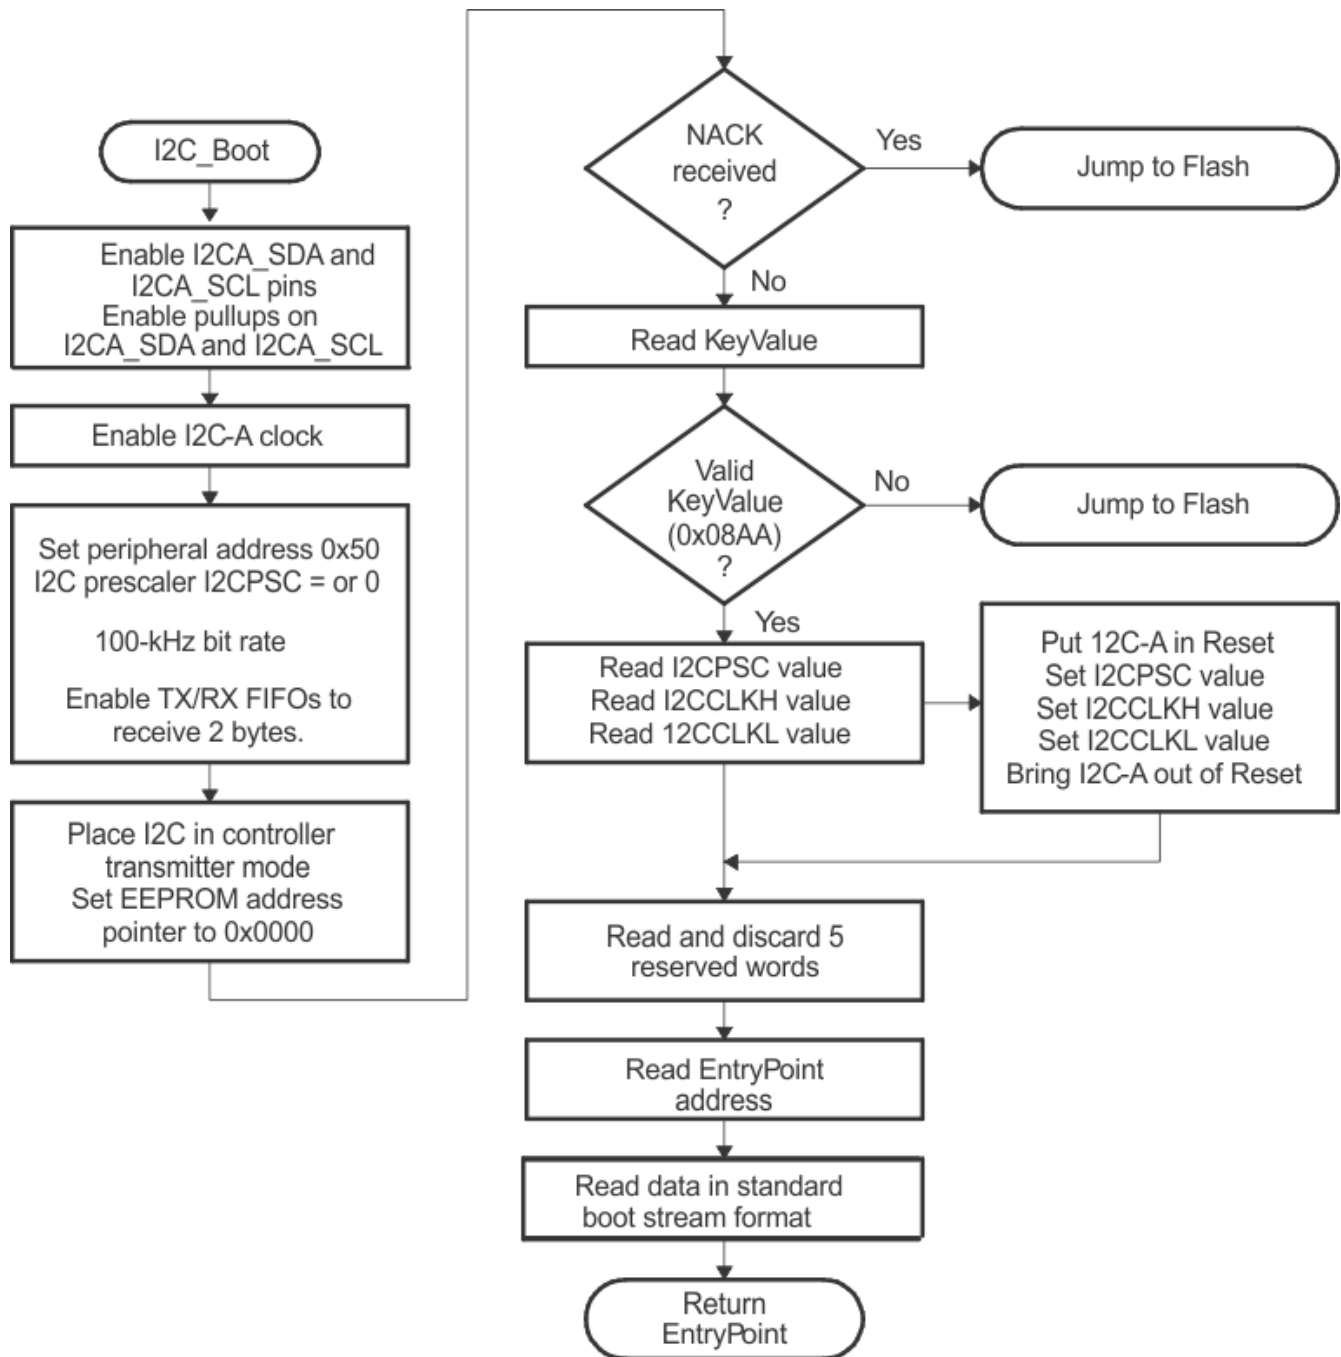 I2C_Boot
Enable I2CA_SDA and
I2CA_SCL pins
Enable pullups on
I2CA_SDA and I2CA_SCL
Enable I2C-A clock
Set peripheral address 0x50
I2C prescaler I2CPSC = or 0
100-kHz bit rate
Enable TX/RX FIFOs to
receive 2 bytes.
Place I2C in controller
transmitter mode
Set EEPROM address
pointer to 0x0000
NACK
received
?
Yes
Jump to Flash
No
Read KeyValue
Valid
KeyValue
(0x08AA)
?
No
Jump to Flash
Yes
Read I2CPSC value
Read I2CCLKH value
Read 12CCLKL value
Put 12C-A in Reset
Set I2CPSC value
Set I2CCLKH value
Set I2CCLKL value
Bring I2C-A out of Reset
Read and discard 5
reserved words
Read EntryPoint
address
Read data in standard
boot stream format
Return
EntryPoint